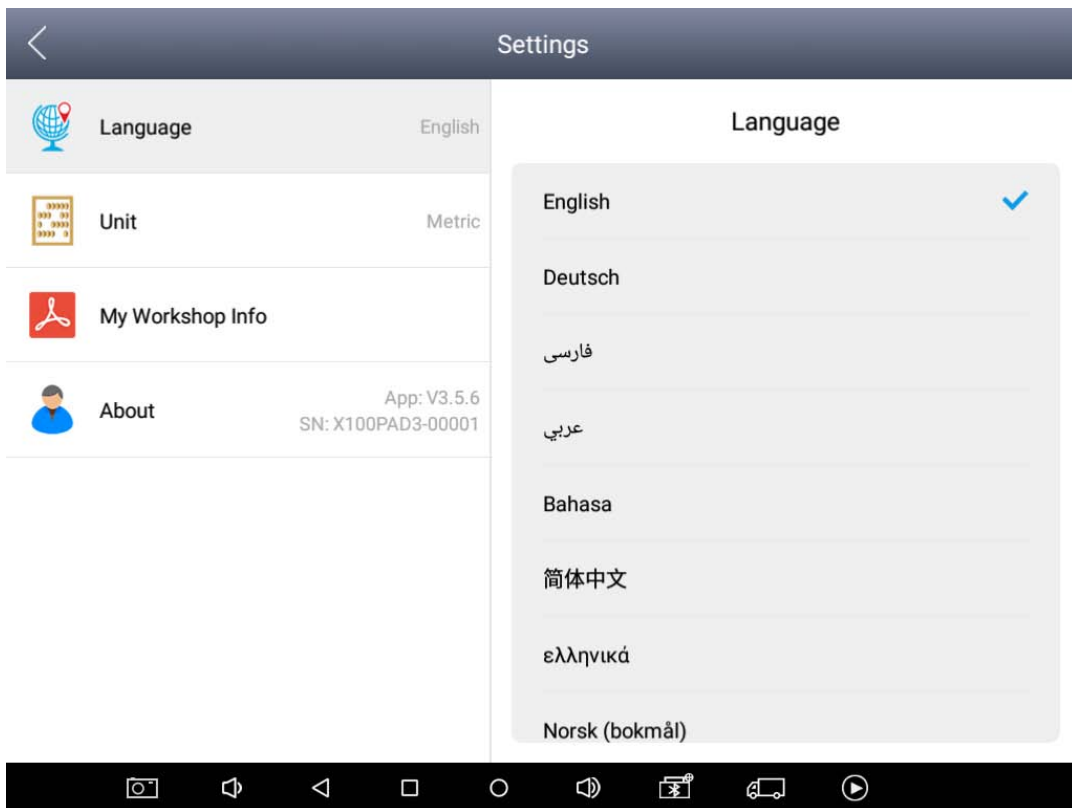 Settings
Language
English
Unit
Metric
My Workshop Info
About
App: V3.5.6
SN: X100PAD3-00001
Language
English
Deutsch
فارسی
عربي
Bahasa
简体中文
ελληνικά
Norsk (bokmål)